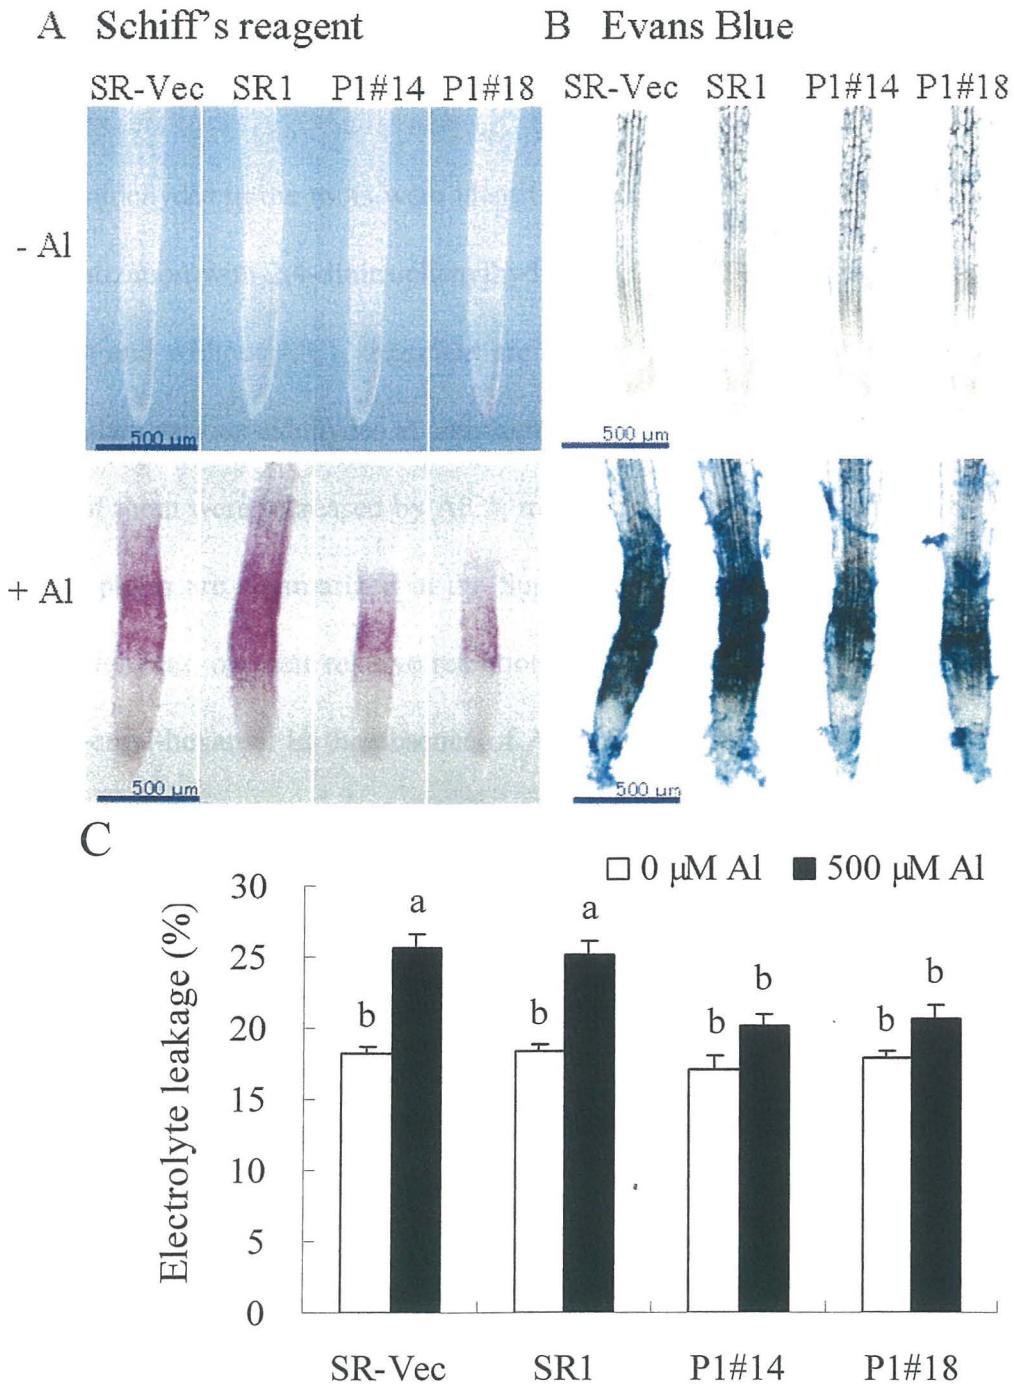 A Schiff's reagent
B Evans Blue
SR-Vec SR1 P1#14 P1#18
SR-Vec SR1 P1#14 P1#18
- Al
500 μm
500 μm
+ Al
500 μm
500 μm
C
0 μM Al 500 μM Al
Electrolyte leakage (%)
30
25
20
15
10
5
0
b a b a b b b b
SR-Vec SR1 P1#14 P1#18